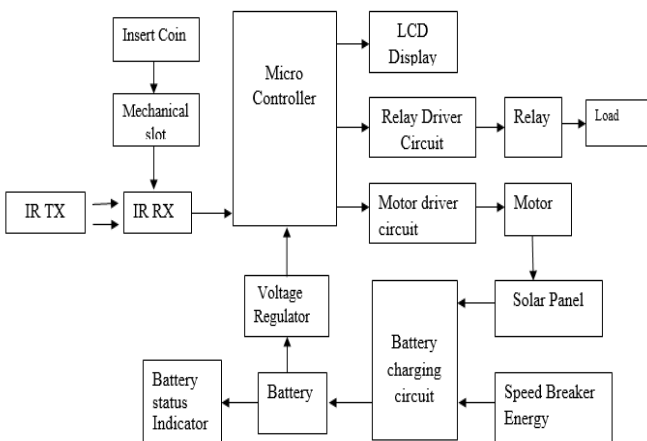 Insert Coin
Mechanical
slot
IR TX
IR RX
Micro
Controller
LCD
Display
Relay Driver
Circuit
Relay
Load
Motor driver
circuit
Motor
Solar Panel
Voltage
Regulator
Battery
charging
circuit
Battery
status
Indicator
Battery
Speed Breaker
Energy